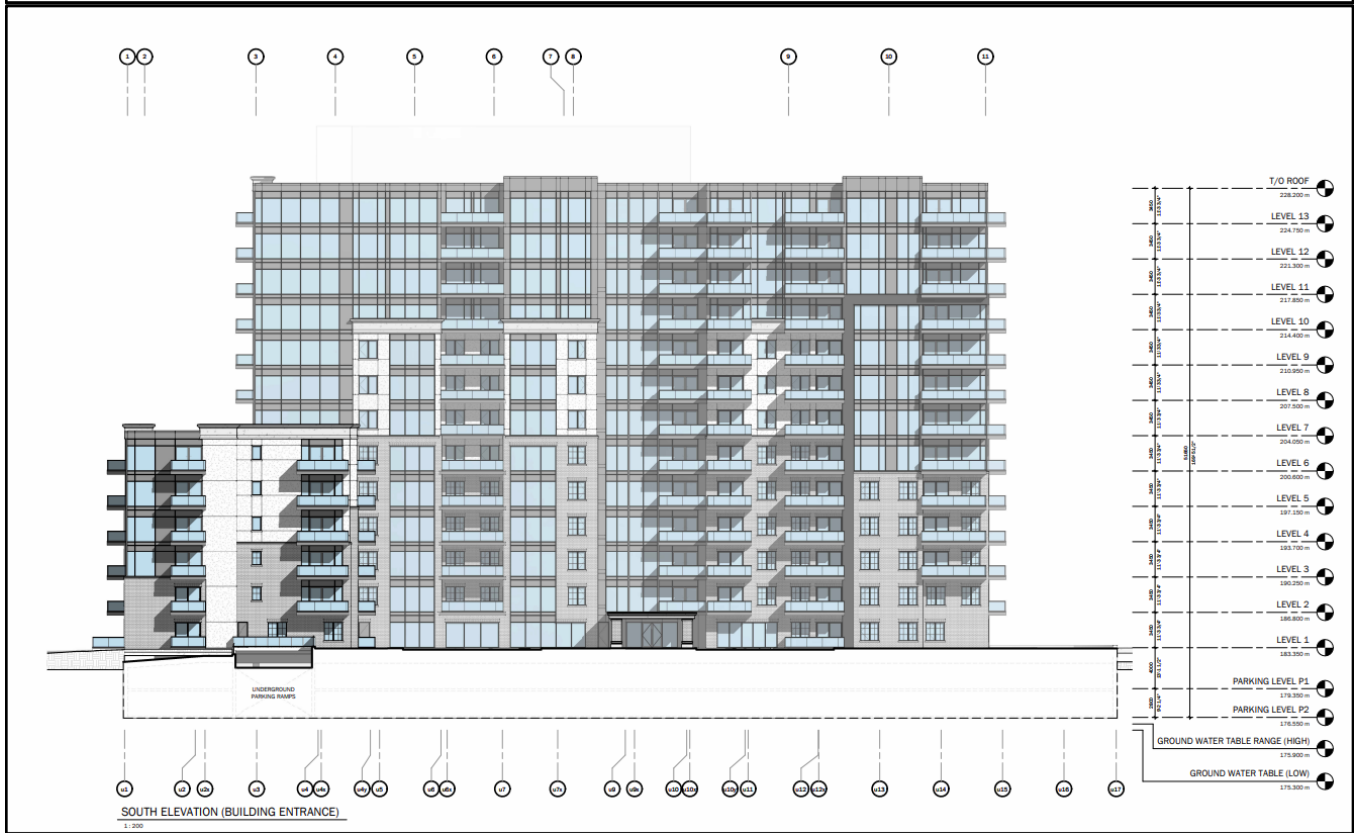 1 2 3 4 5 6 7 8 9 10 11
T/O ROOF
228.200 m
LEVEL 13
224.750 m
LEVEL 12
221.300 m
LEVEL 11
217.850 m
LEVEL 10
214.400 m
LEVEL 9
210.950 m
LEVEL 8
207.500 m
LEVEL 7
204.050 m
LEVEL 6
200.600 m
LEVEL 5
197.150 m
LEVEL 4
193.700 m
LEVEL 3
190.250 m
LEVEL 2
186.800 m
LEVEL 1
183.350 m
PARKING LEVEL P1
179.350 m
PARKING LEVEL P2
176.550 m
GROUND WATER TABLE RANGE (HIGH)
175.900 m
GROUND WATER TABLE (LOW)
175.300 m
UNDERGROUND
PARKING RAMPS
u1 u2 u2x u3 u4 u4x u4y u5 u6 u6x u7 u7x u9 u9x u10 u10x u10y u11 u12 u12x u13 u14 u15 u16 u17
SOUTH ELEVATION (BUILDING ENTRANCE)
1 : 200